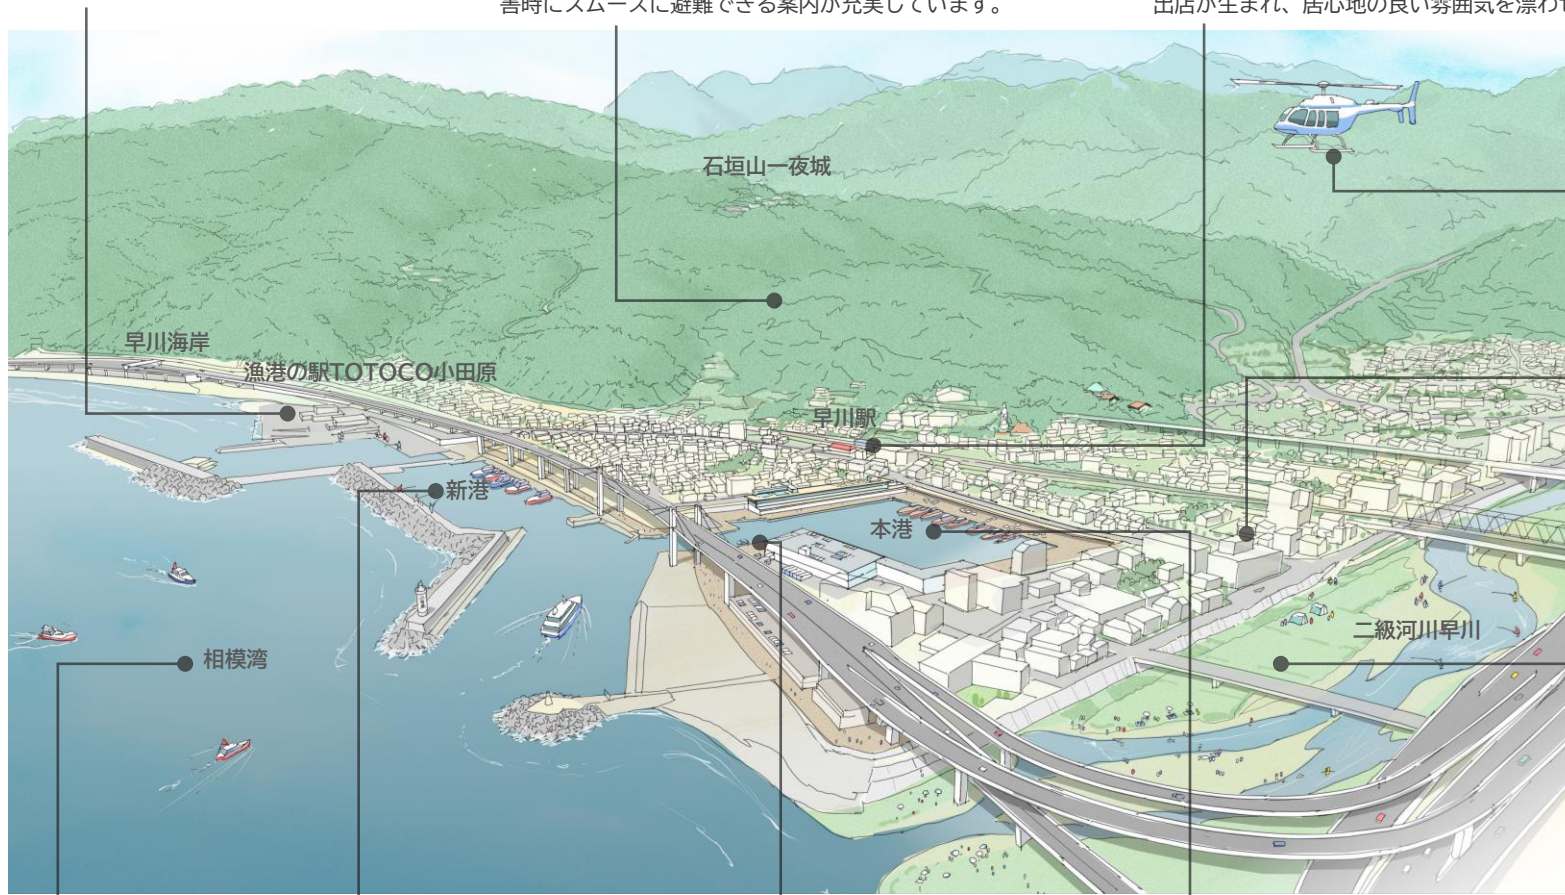 害時にスムーズに避難できる案内が充実しています。
出店が生まれ、居心地の良い雰囲気を漂わせ
石垣山一夜城
早川海岸
漁港の駅TOTOCO小田原
早川駅
新港
本港
二級河川早川
相模湾